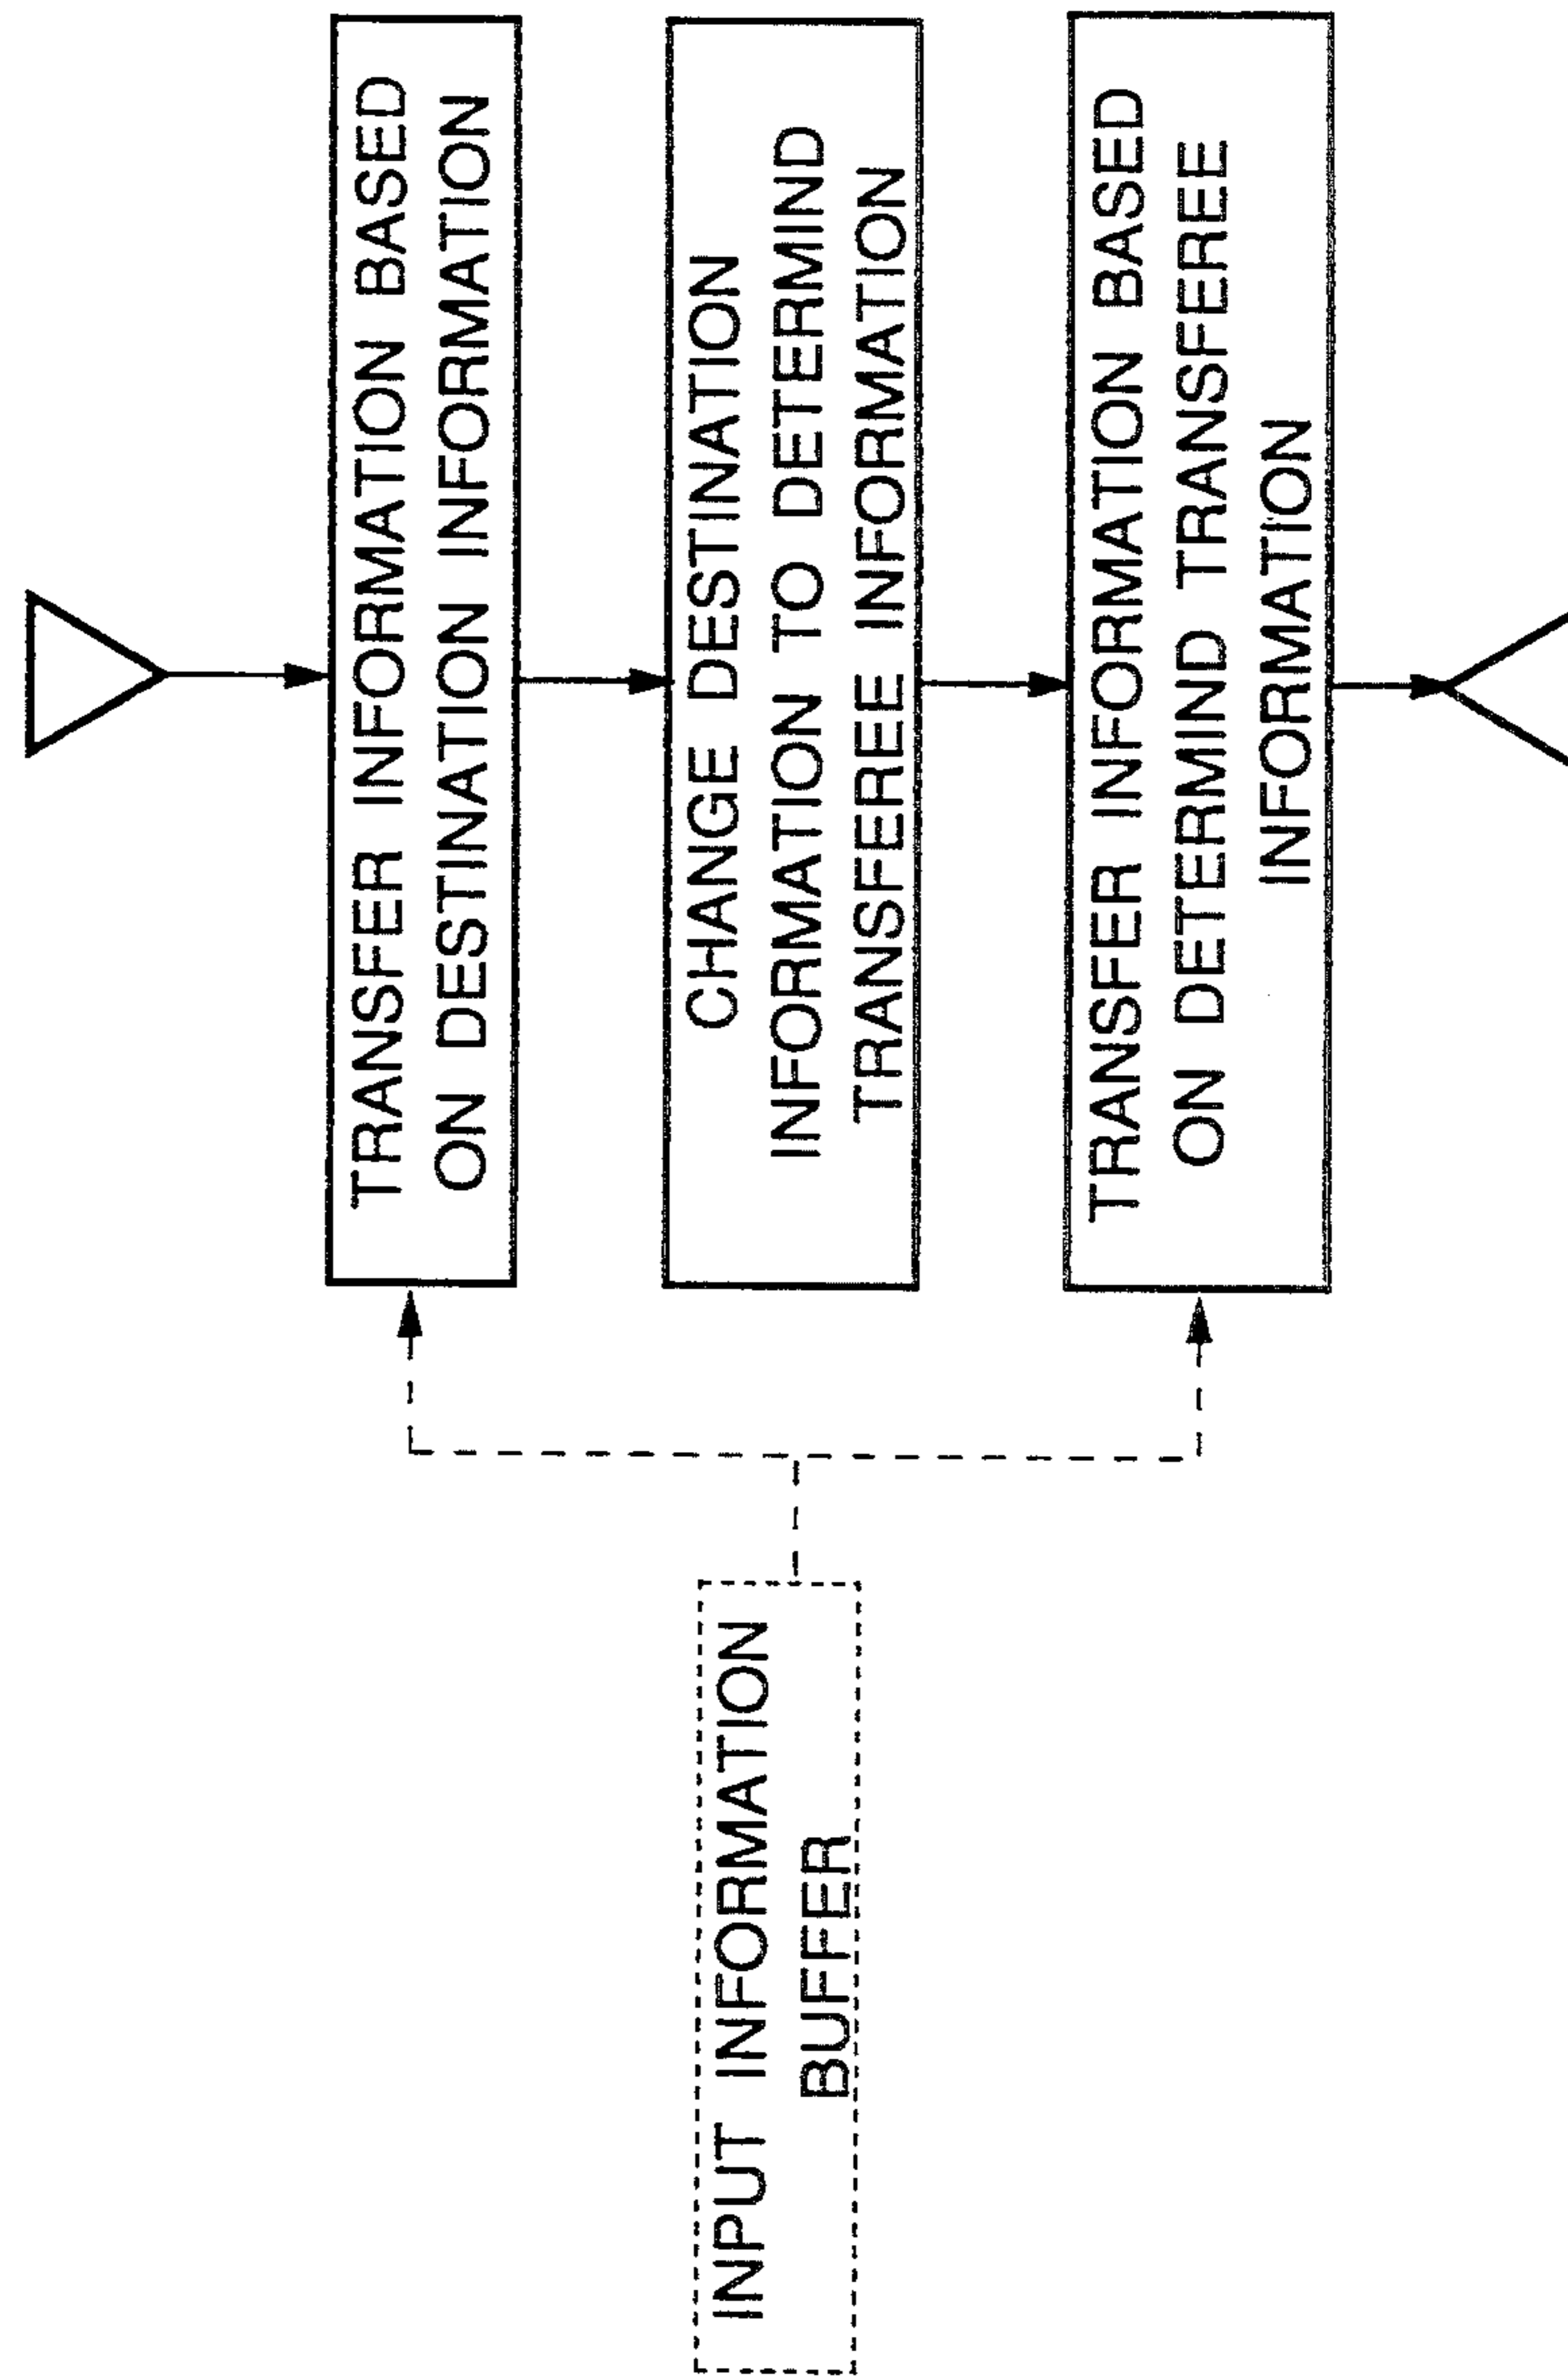 TRANSFER INFORMATION BASED
ON DESTINATION INFORMATION
CHANGE DESTINATION
INFORMATION TO DETERMIND
TRANSFEREE INFORMATION
TRANSFER INFORMATION BASED
ON DETERMIND TRANSFEREE
INFORMATION
INPUT INFORMATION
BUFFER